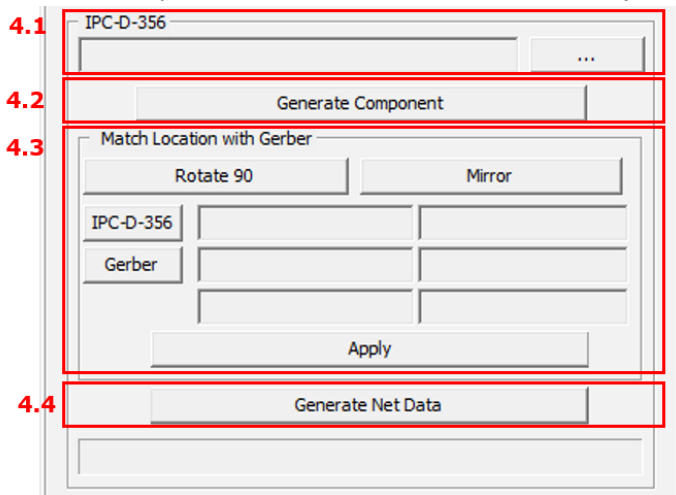 4.1
IPC-D-356
...
4.2
Generate Component
4.3
Match Location with Gerber
Rotate 90
Mirror
IPC-D-356
Gerber
Apply
4.4
Generate Net Data